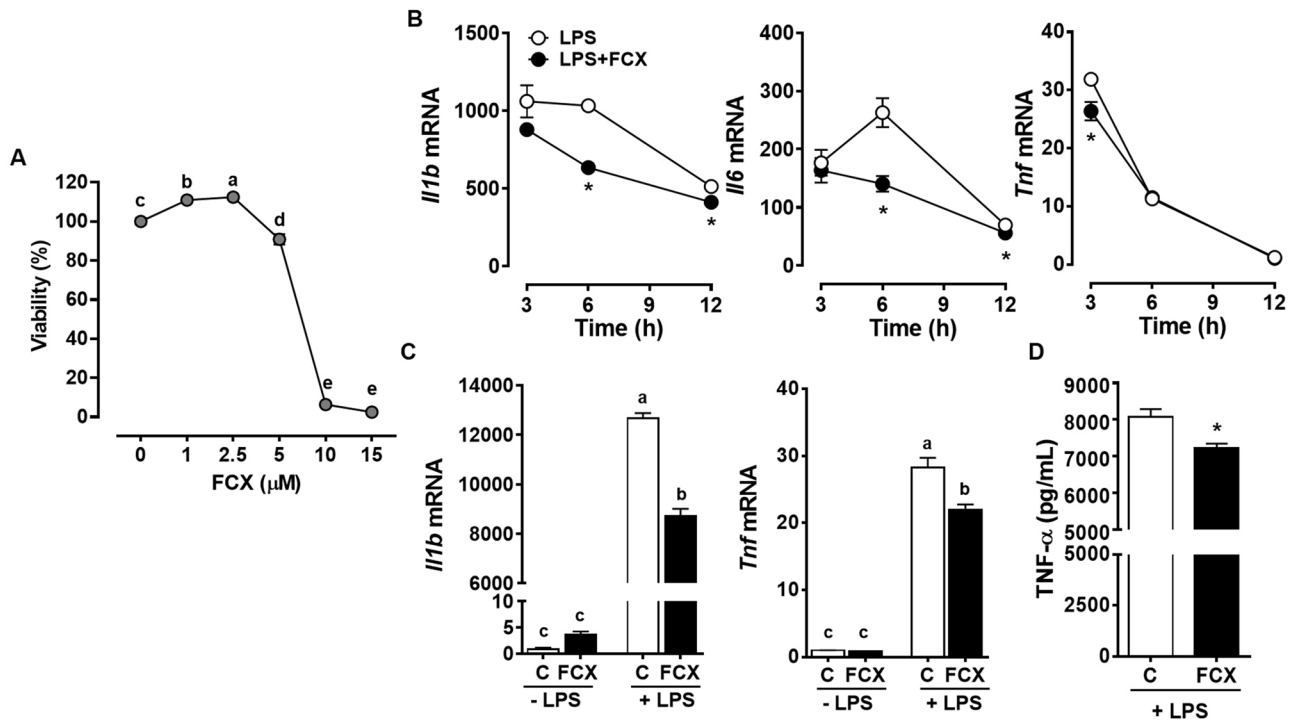 A
120
100
80
60
40
20
0
Viability (%)
c
b
a
d
e
e
0 1 2.5 5 10 15
FCX (μM)
B
1500
1000
500
0
Il1b mRNA
LPS
LPS+FCX
*
*
3 6 9 12
Time (h)
400
300
200
100
0
Il6 mRNA
*
*
3 6 9 12
Time (h)
40
30
20
10
0
Tnf mRNA
*
3 6 9 12
Time (h)
C
14000
12000
10000
8000
6000
10
5
0
Il1b mRNA
c c a b
C FCX C FCX
- LPS + LPS
40
30
20
10
0
Tnf mRNA
c c a b
C FCX C FCX
- LPS + LPS
D
9000
8000
7000
6000
5000
5000
2500
0
TNF-α (pg/mL)
*
C FCX
+ LPS